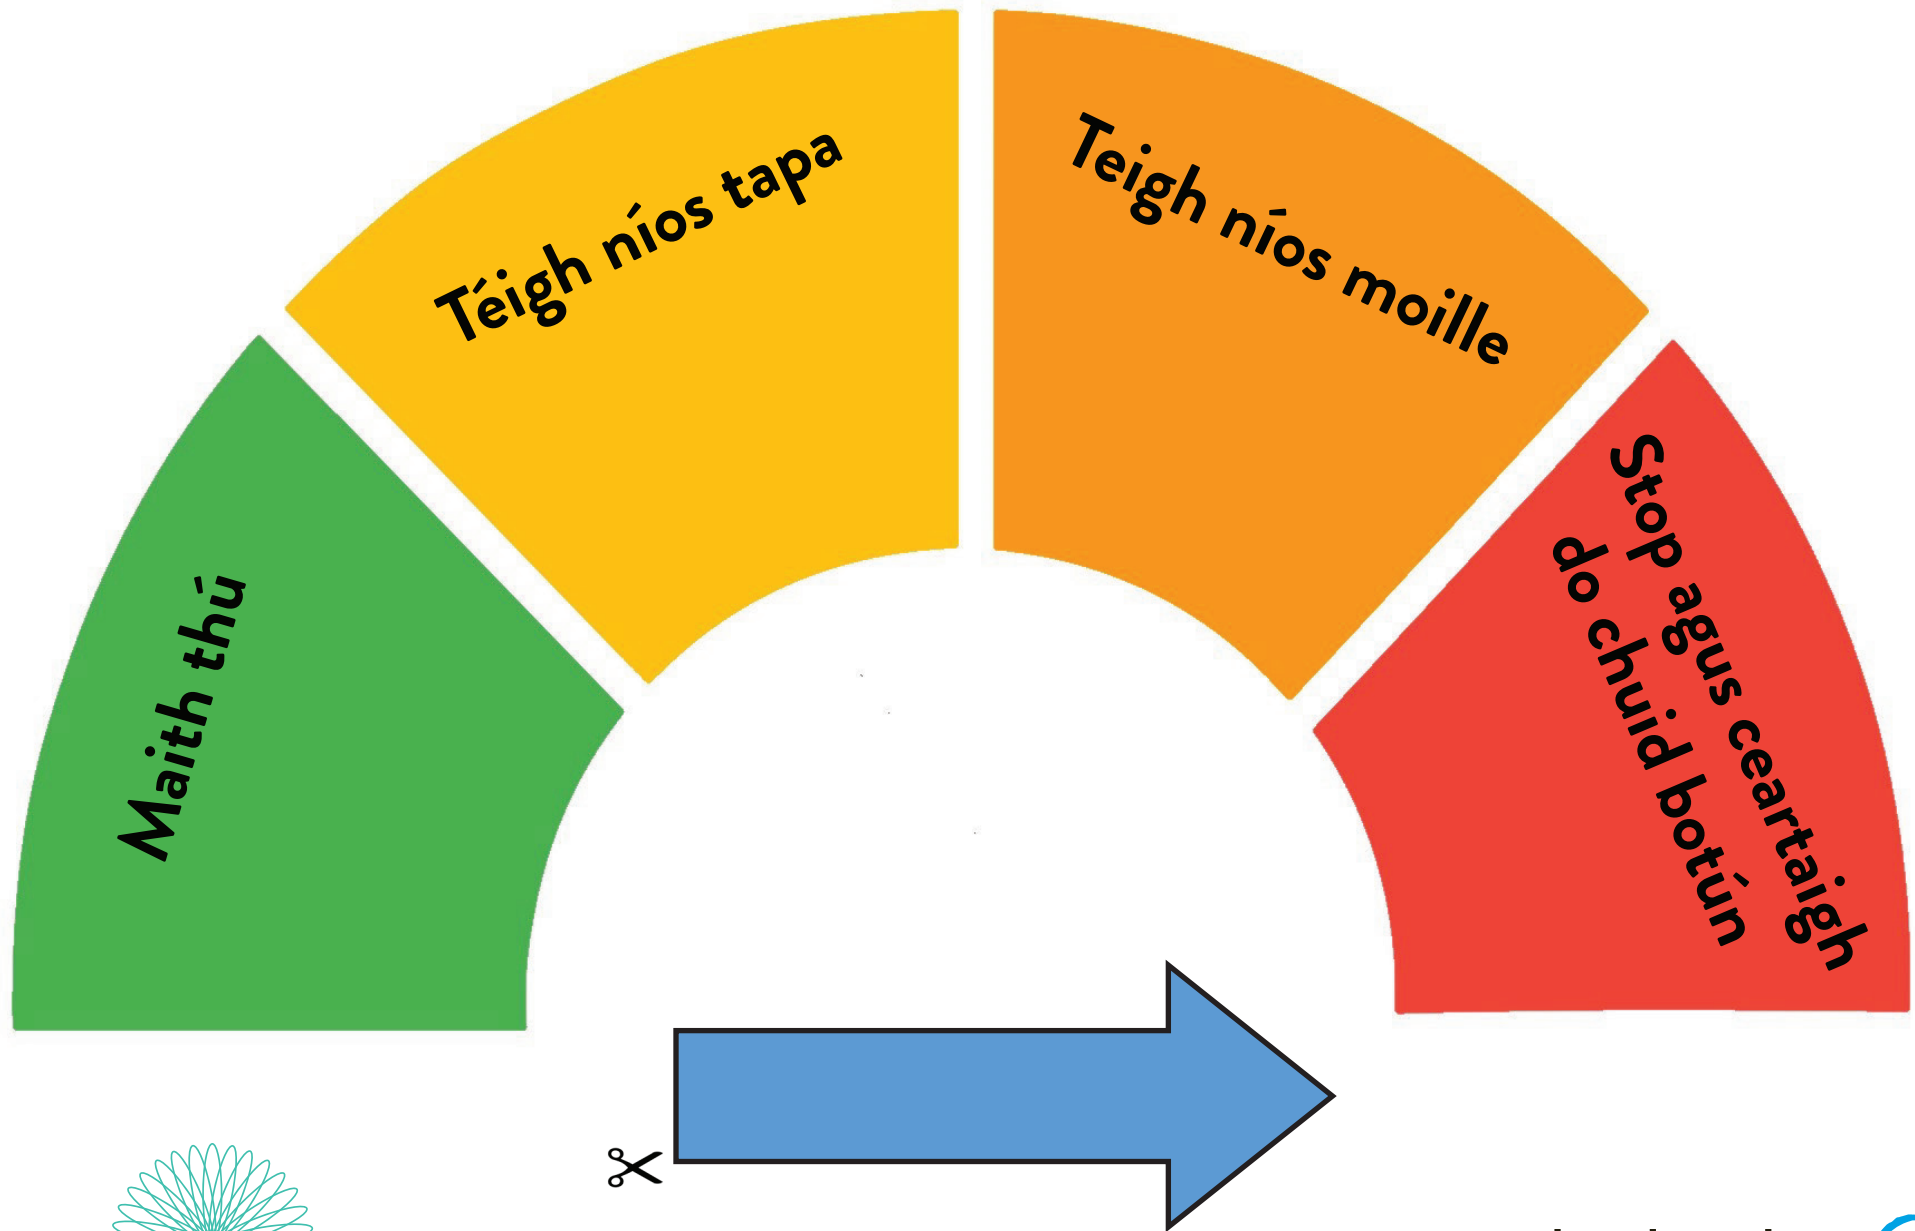 Maith thú
Téigh níos tapa
Teigh níos moille
Stop agus ceartaigh
do chuid botún